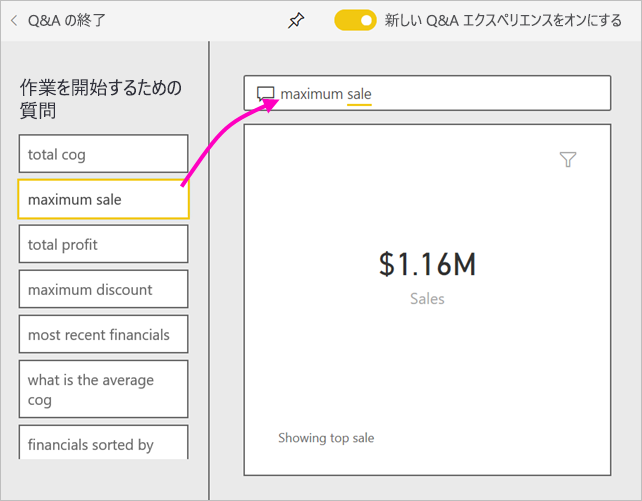 Q&A の終了
新しい Q&A エクスペリエンスをオンにする
作業を開始するための
質問
total cog
maximum sale
total profit
maximum discount
most recent financials
what is the average
cog
financials sorted by
maximum sale
$1.16M
Sales
Showing top sale